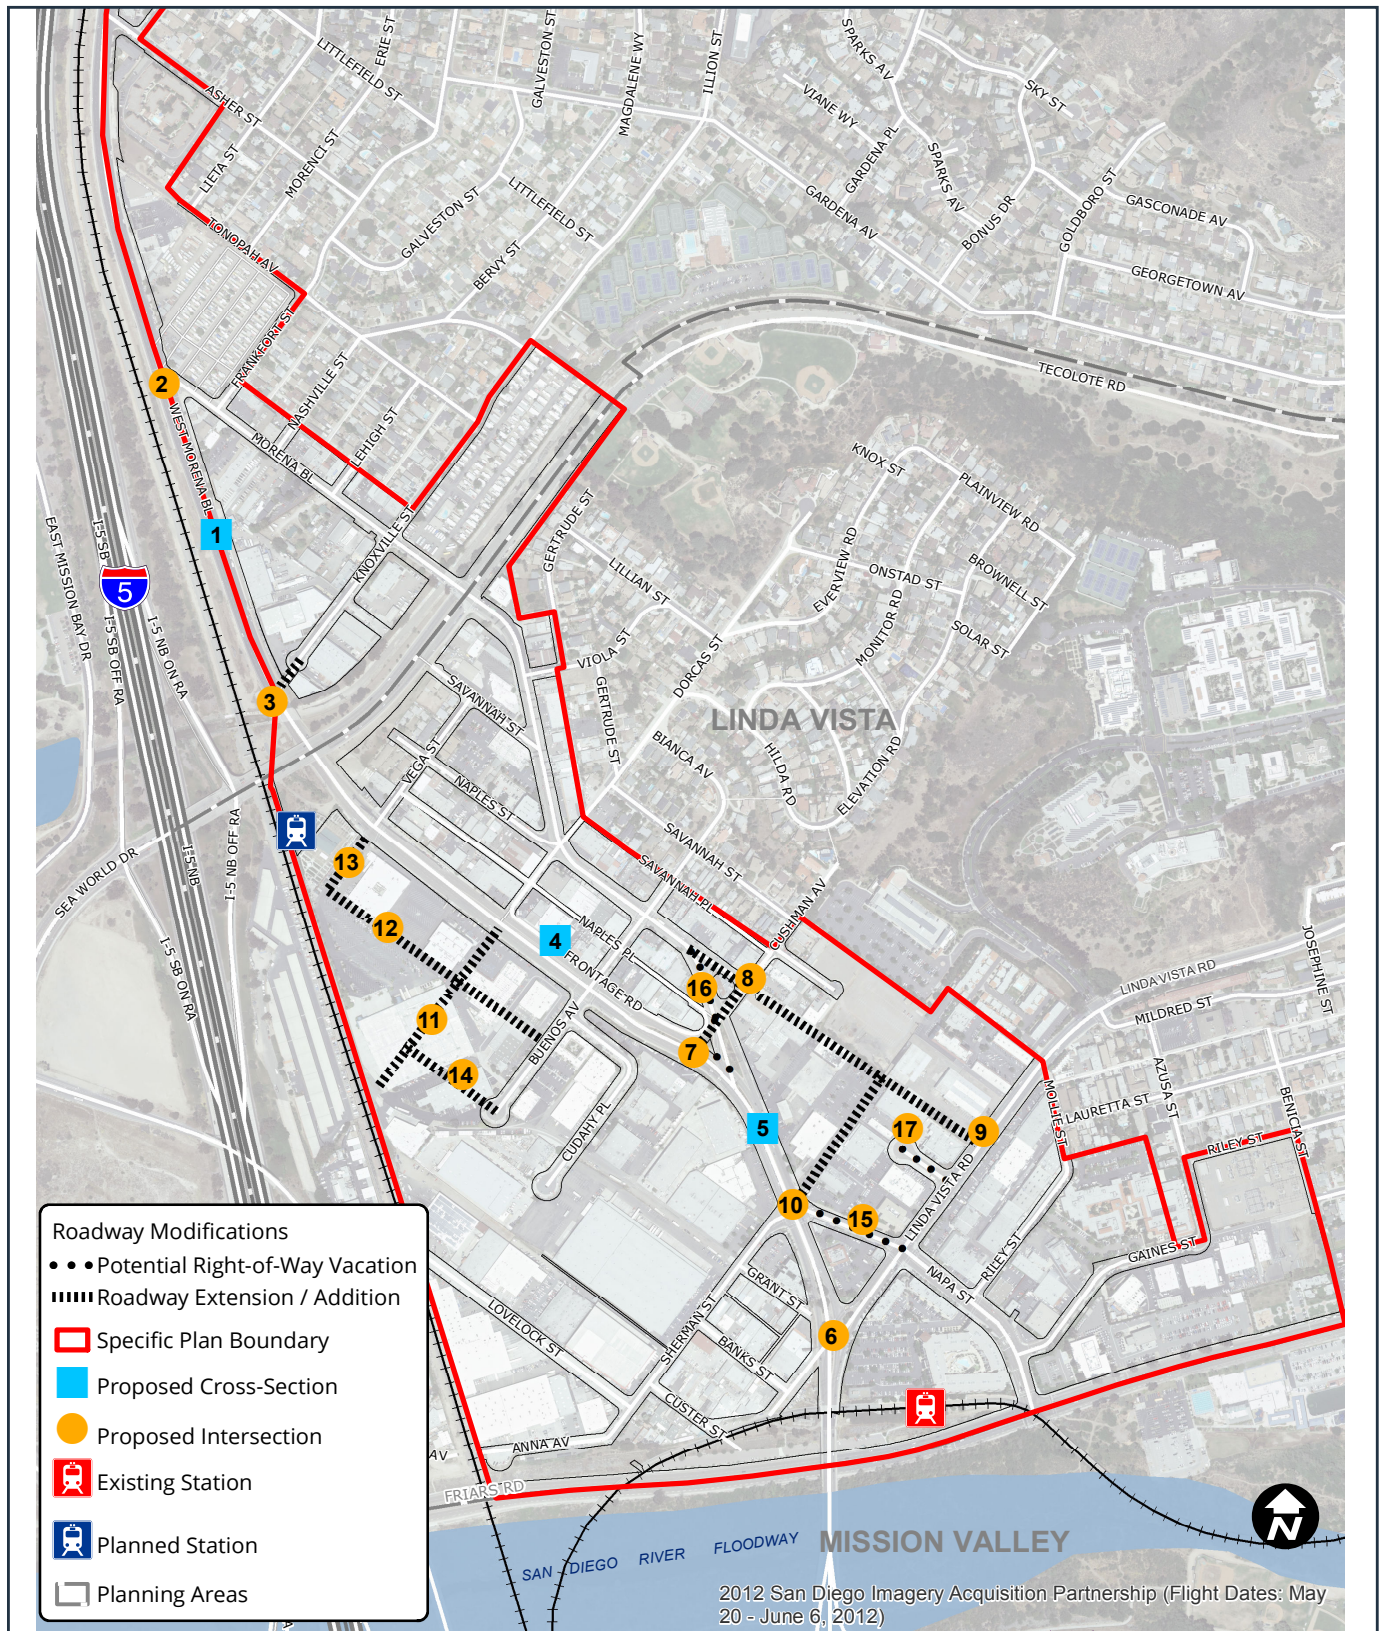 LITTLEFIELD ST
ERIE ST
GALVESTON ST
MAGDALENE WY
ILLION ST
SPARKS AV
SKY ST
VIANE WY
GARDENA PL
SPARKS AV
ASHER ST
LIETA ST
MORENCI ST
GALVESTON ST
LITTLEFIELD ST
BERVY ST
GARDENA AV
BONUS DR
GOLDBORO ST
GASCONADE AV
GEORGETOWN AV
TONOPAH AV
FRANKFORT ST
NASHVILLE ST
LEHIGH ST
TECOLOTE RD
2
WEST MORENA BL
MORENA BL
1
KNOXVILLE ST
GERTRUDE ST
KNOX ST
PLAINVIEW RD
EAST MISSION BAY DR
I-5 SB
5
I-5 SB OFF RA
I-5 NB ON RA
LILLIAN ST
EVERVIEW RD
ONSTAD ST
BROWNELL ST
MONITOR RD
SOLAR ST
VIOLA ST
DORCAS ST
GERTRUDE ST
3
SAVANNAH ST
LINDA VISTA
BIANCA AV
HILDA RD
ELEVATION RD
VEGA ST
NAPLES ST
SAVANNAH ST
SAVANNAH PL
CUSHMAN AV
SEA WORLD DR
I-5 NB
I-5 NB OFF RA
I-5 SB ON RA
13
12
4
NAPLES PL
FRONTAGE RD
16
8
11
7
BUENOS AV
14
CUDAHY PL
5
17
9
10
15
LINDA VISTA RD
LINDA VISTA RD
MILDRED ST
JOSEPHINE ST
AZUSA ST
LAURETTA ST
MOLLIE ST
BENICIA ST
RILEY ST
RILEY ST
GAINES ST
NAPA ST
GRANT ST
SHERMAN ST
BANKS ST
6
LOVELOCK ST
CUSTER ST
ANNA AV
AV
FRIARS RD
A
Roadway Modifications
Potential Right-of-Way Vacation
Roadway Extension / Addition
Specific Plan Boundary
Proposed Cross-Section
Proposed Intersection
Existing Station
Planned Station
Planning Areas
SAN DIEGO RIVER FLOODWAY
MISSION VALLEY
N
2012 San Diego Imagery Acquisition Partnership (Flight Dates: May
20 - June 6, 2012)